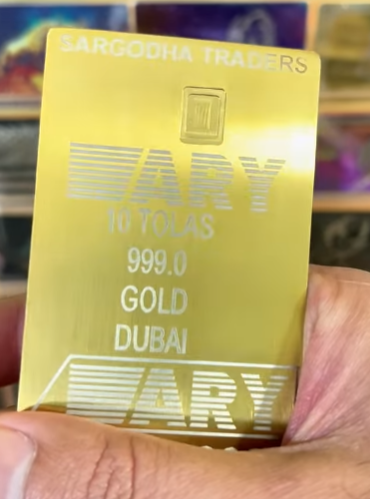 SARGODHA TRADERS
ARY
10 TOLAS
999.0
GOLD
DUBAI
ARY